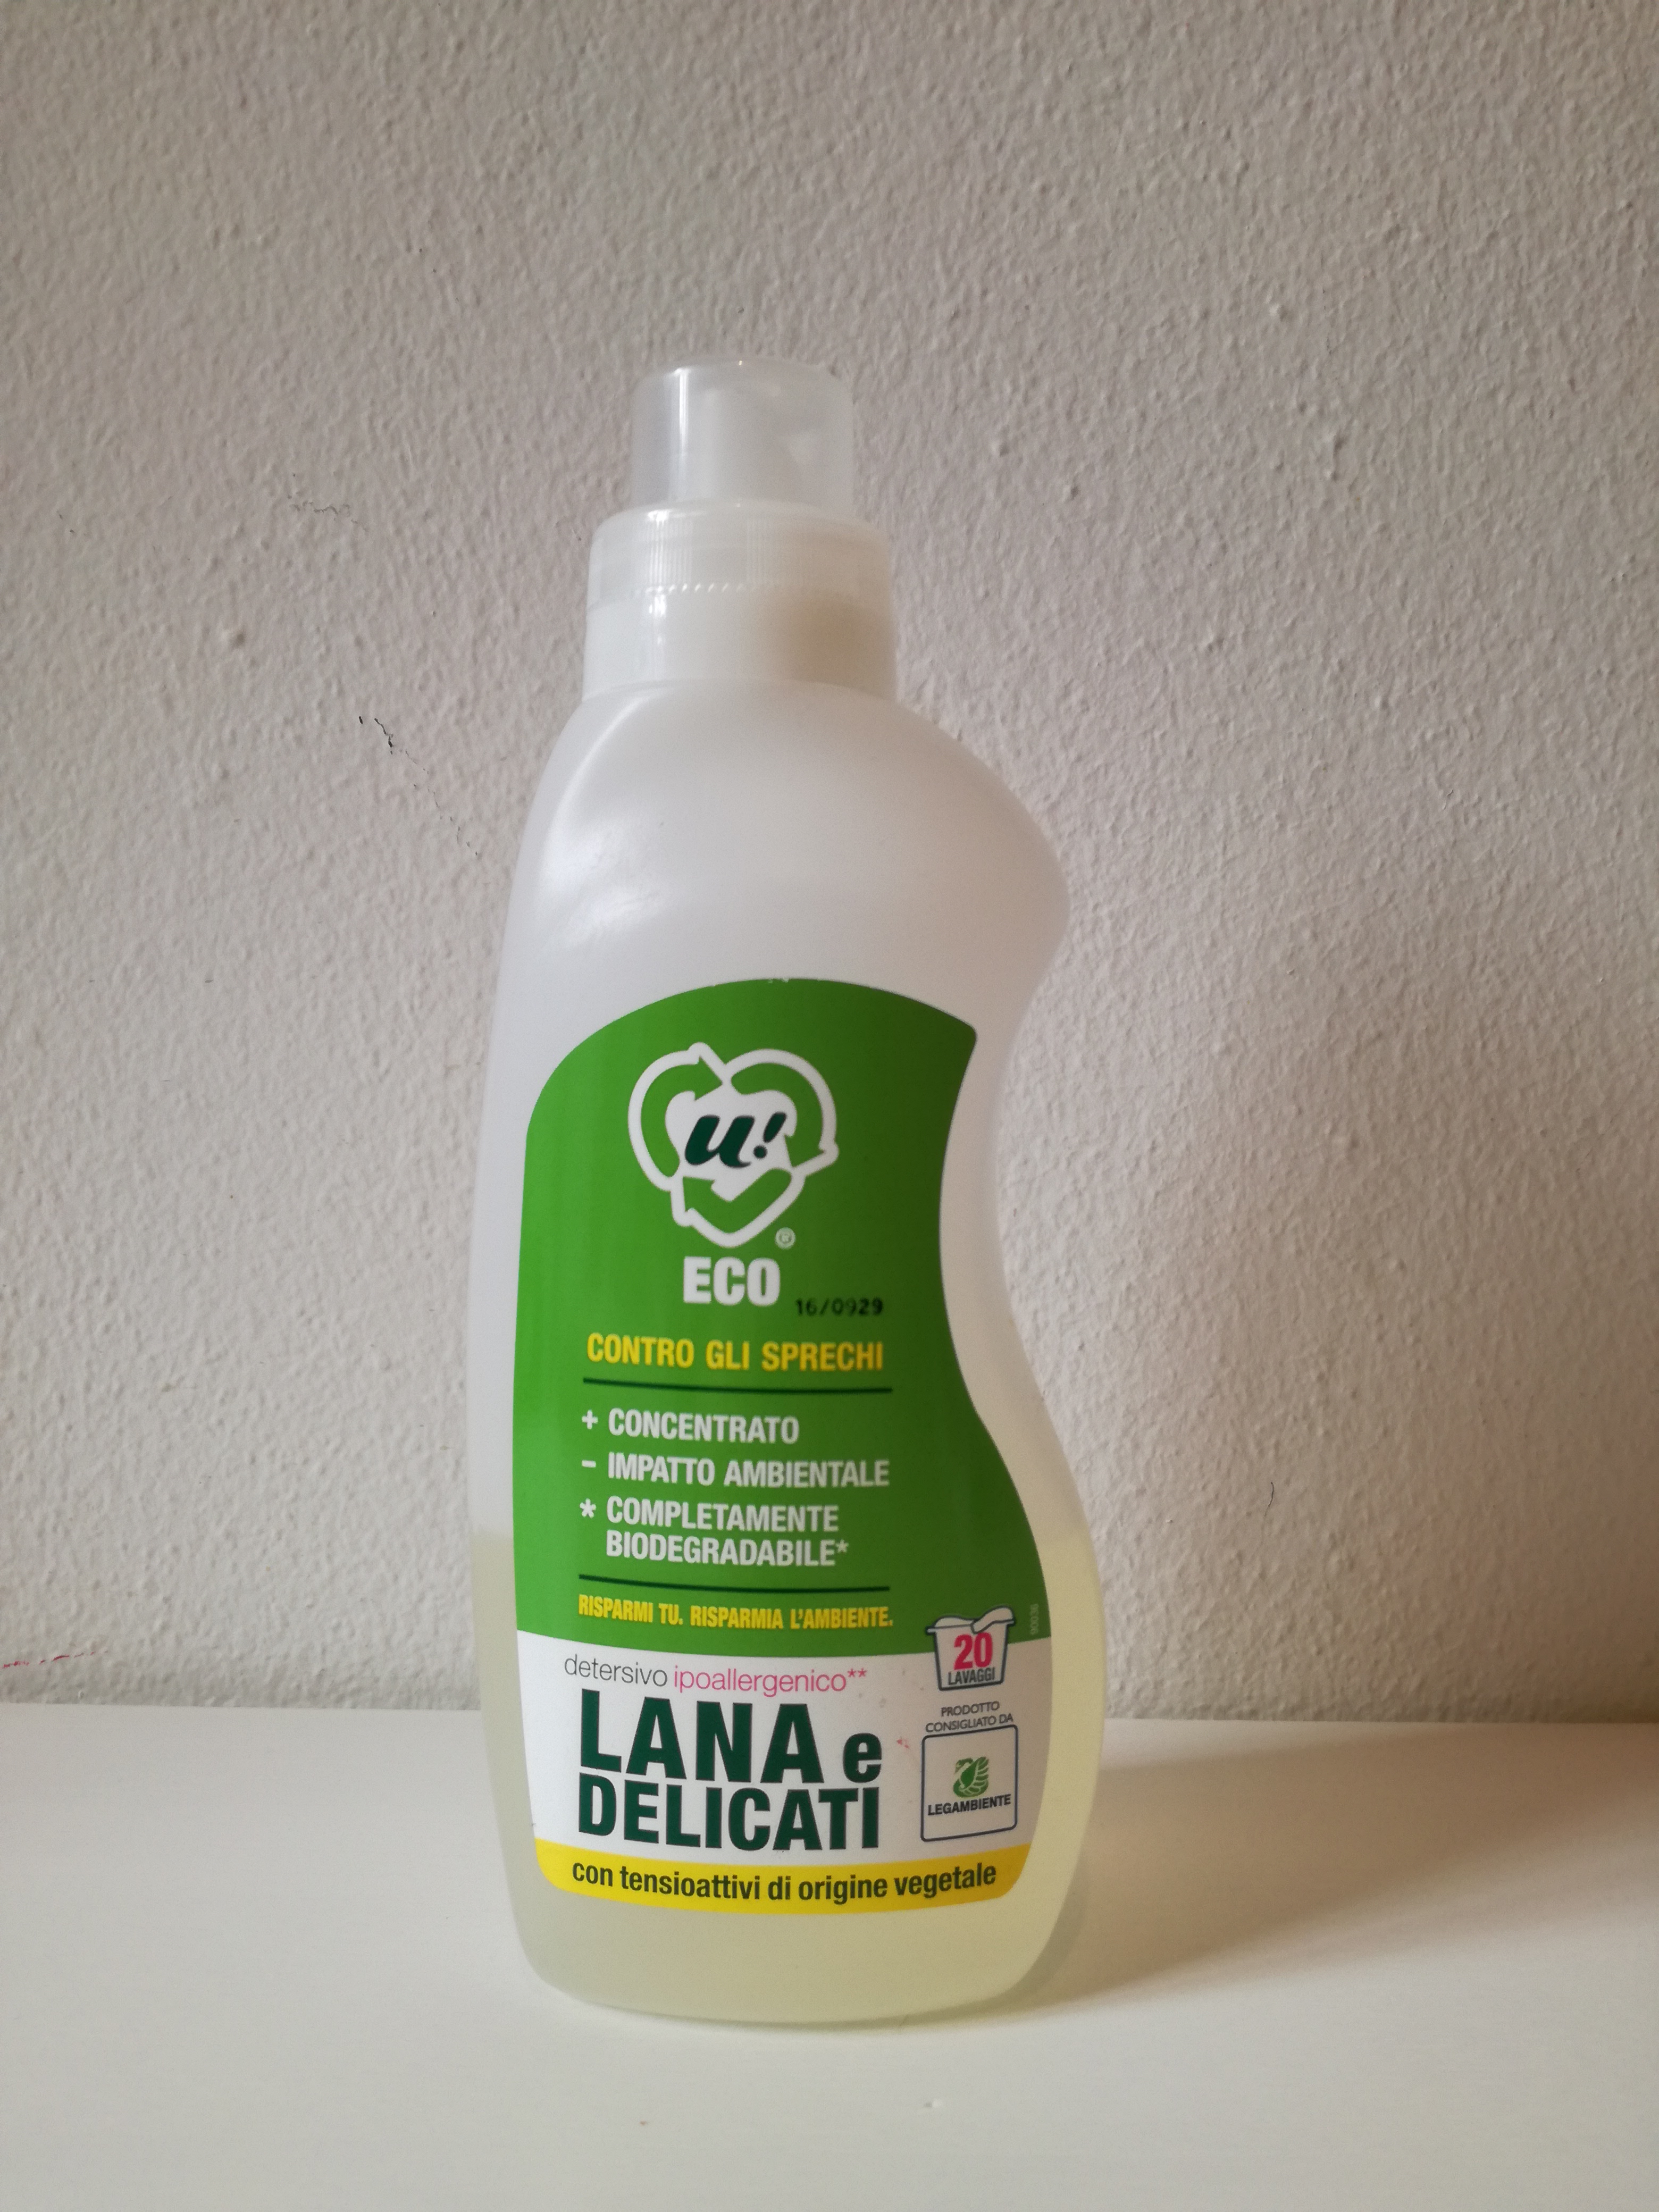 u!
®
ECO
16/0929
CONTRO GLI SPRECHI
+ CONCENTRATO
- IMPATTO AMBIENTALE
* COMPLETAMENTE
BIODEGRADABILE*
RISPARMI TU. RISPARMIA L'AMBIENTE.
20
LAVAGGI
detersivo ipoallergenico**
LANA e
DELICATI
PRODOTTO
CONSIGLIATO DA
LEGAMBIENTE
con tensioattivi di origine vegetale